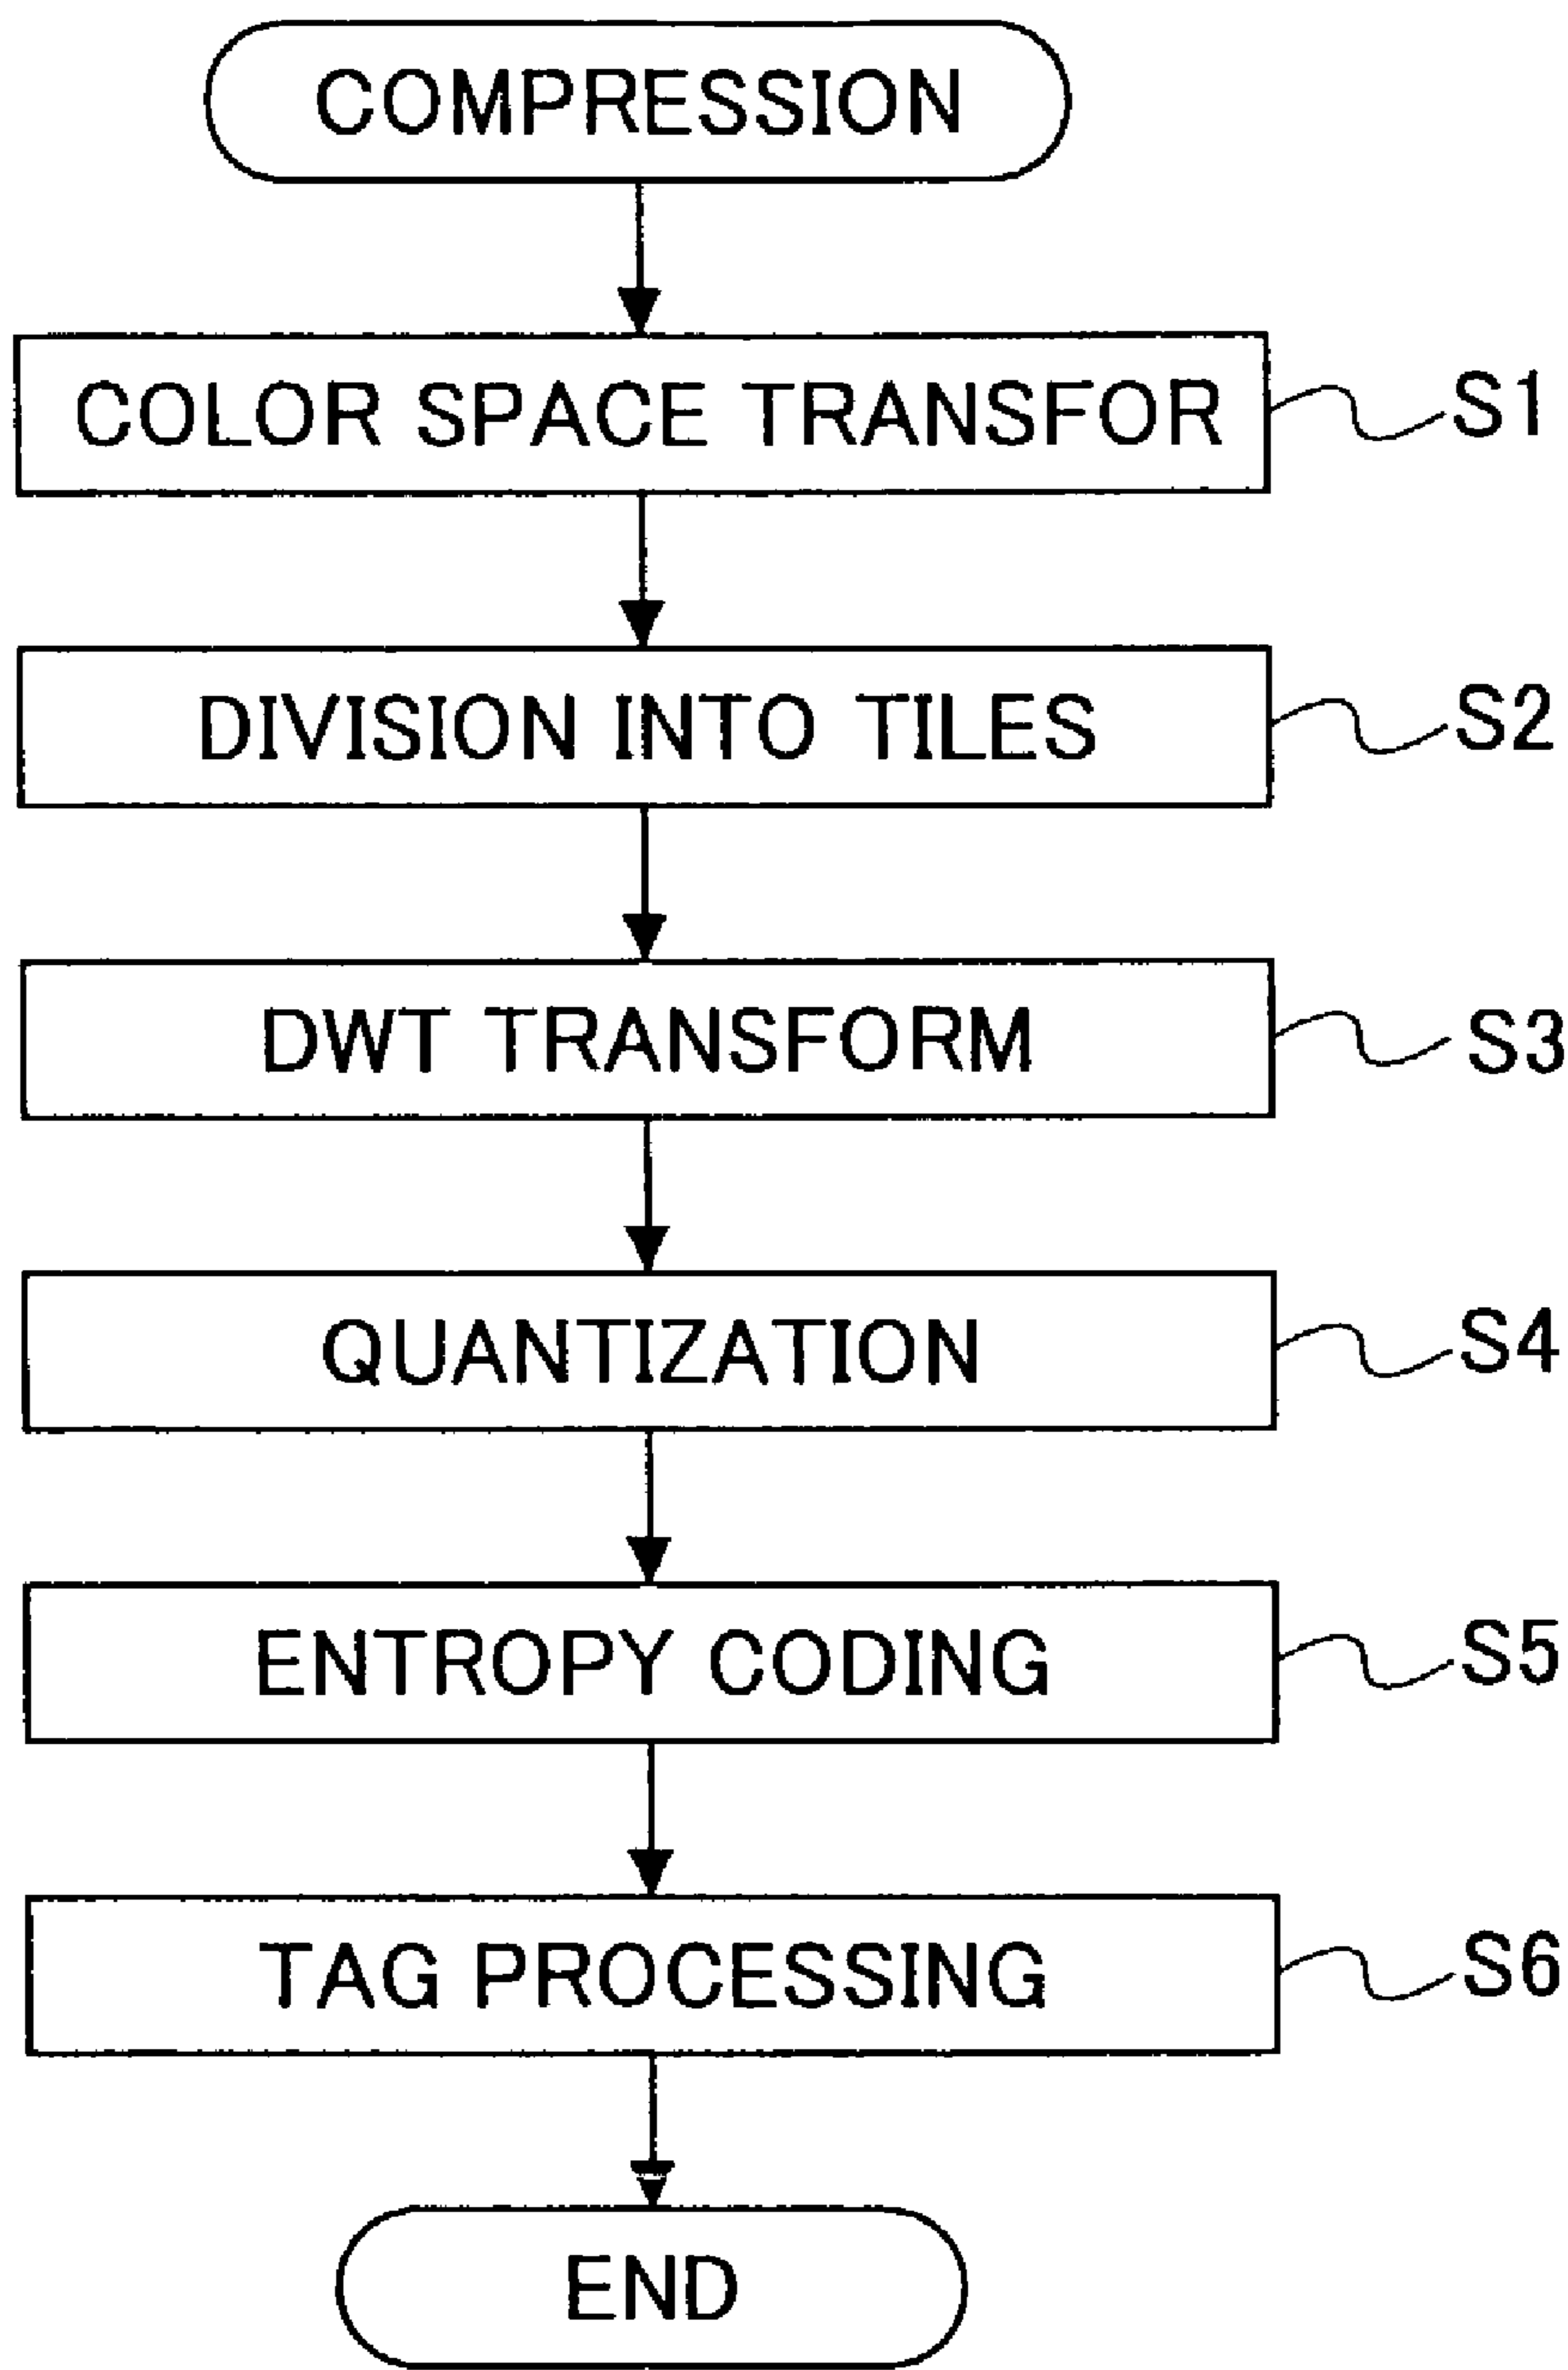 COMPRESSION
COLOR SPACE TRANSFOR S1
DIVISION INTO TILES S2
DWT TRANSFORM S3
QUANTIZATION S4
ENTROPY CODING S5
TAG PROCESSING S6
END